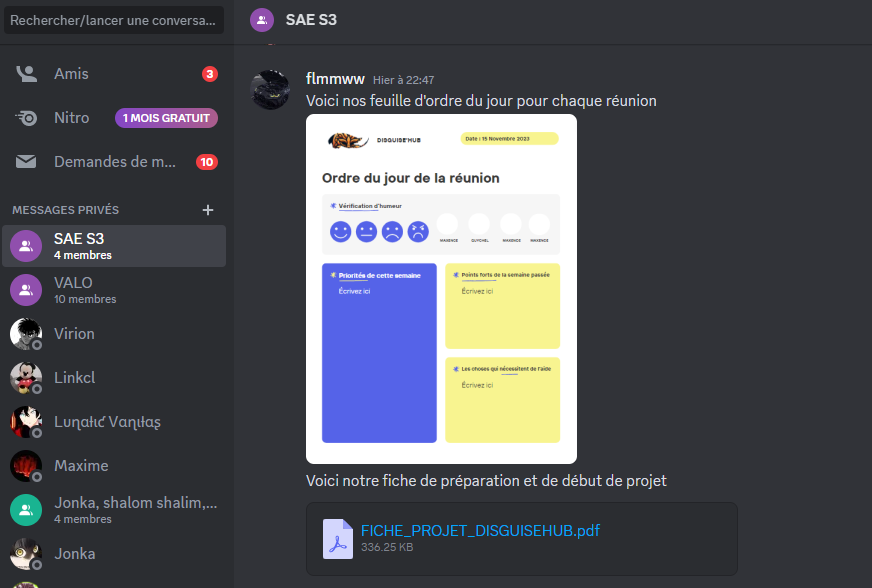 Rechercher/lancer une conversa...
Amis
3
Nitro
1 MOIS GRATUIT
Demandes de m...
10
MESSAGES PRIVÉS
SAE S3
4 membres
VALO
10 membres
Virion
Linkcl
Lunατιƈ Vαηιταʂ
Maxime
Jonka, shalom shalim,...
4 membres
Jonka
SAE S3
flmmww Hier à 22:47
Voici nos feuille d'ordre du jour pour chaque réunion
DISGUISE'HUB
Date : 15 Novembre 2023
Ordre du jour de la réunion
Vérification d'humeur
MAXENCE
GLYCHEL
MAXENCE
MAXENCE
Priorités de cette semaine
Écrivez ici
Points forts de la semaine passée
Écrivez ici
Les choses qui nécessitent de l'aide
Écrivez ici
Voici notre fiche de préparation et de début de projet
FICHE_PROJET_DISGUISEHUB.pdf
336.25 KB